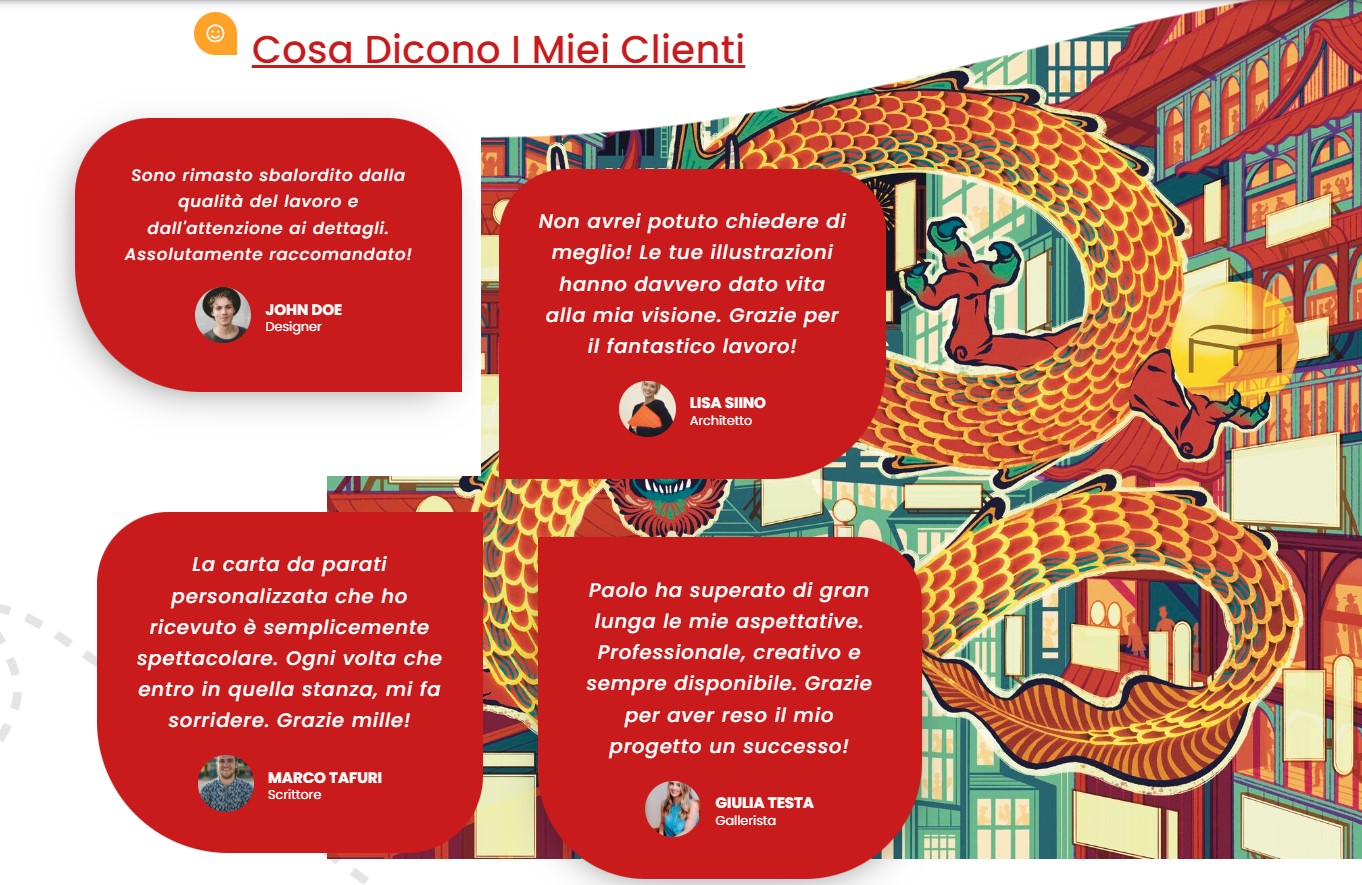 Cosa Dicono I Miei Clienti
Sono rimasto sbalordito dalla
qualità del lavoro e
dall'attenzione ai dettagli.
Assolutamente raccomandato!
JOHN DOE
Designer
Non avrei potuto chiedere di
meglio! Le tue illustrazioni
hanno davvero dato vita
alla mia visione. Grazie per
il fantastico lavoro!
LISA SIINO
Architetto
La carta da parati
personalizzata che ho
ricevuto è semplicemente
spettacolare. Ogni volta che
entro in quella stanza, mi fa
sorridere. Grazie mille!
MARCO TAFURI
Scrittore
Paolo ha superato di gran
lunga le mie aspettative.
Professionale, creativo e
sempre disponibile. Grazie
per aver reso il mio
progetto un successo!
GIULIA TESTA
Gallerista